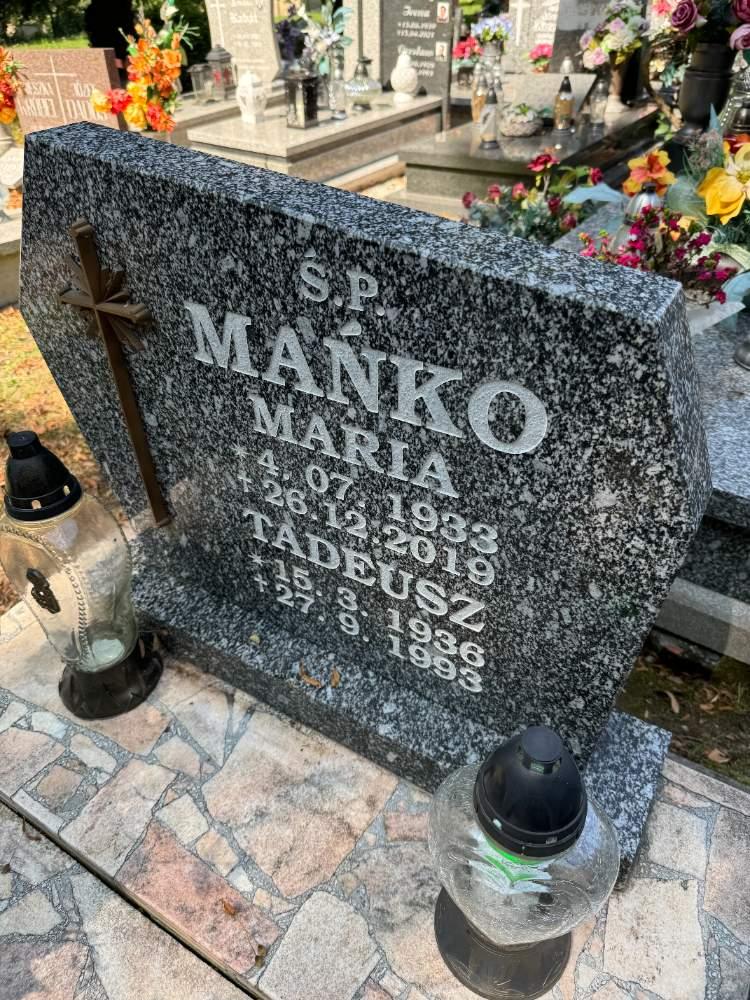 Ś.P.
MAŃKO
MARIA
* 4. 07. 1933
+ 26.12.2019
TADEUSZ
* 15. 3. 1936
+ 27. 9. 1993